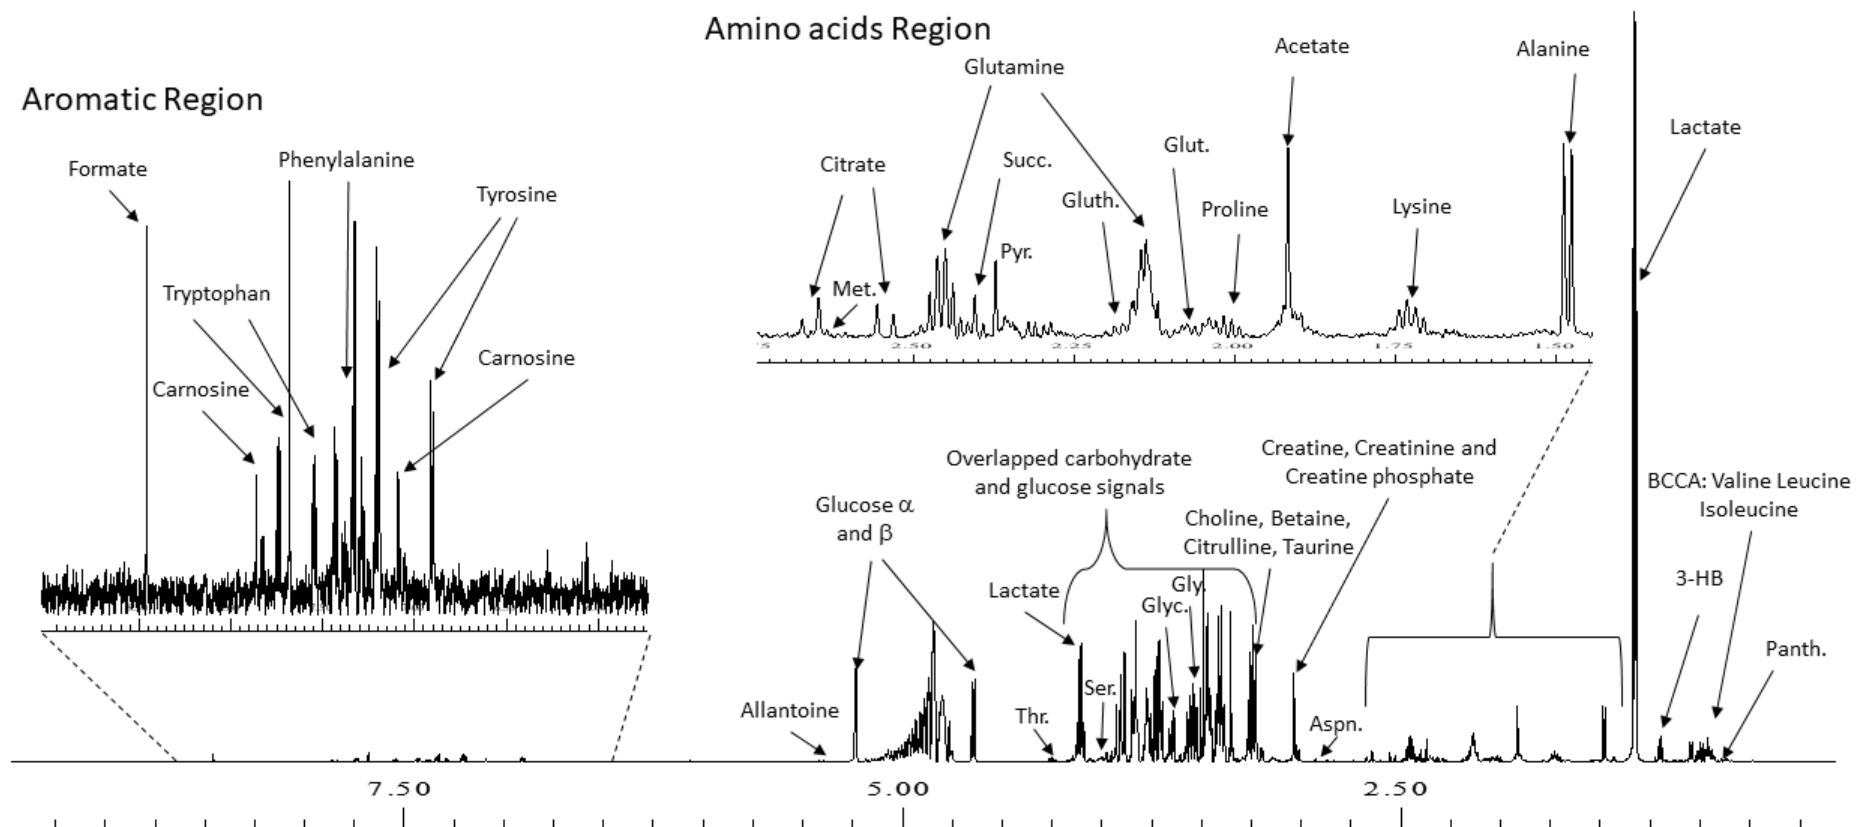 Amino acids Region
Aromatic Region
Formate
Phenylalanine
Tyrosine
Tryptophan
Carnosine
Carnosine
Glutamine
Acetate
Alanine
Lactate
Citrate
Succ.
Glut.
Gluth.
Proline
Lysine
Met.
Pyr.
2.50
2.25
2.00
1.75
1.50
Overlapped carbohydrate
and glucose signals
Creatine, Creatinine and
Creatine phosphate
BCCA: Valine Leucine
Isoleucine
Glucose α
and β
Choline, Betaine,
Citrulline, Taurine
Lactate
Gly.
Glyc.
3-HB
Panth.
Allantoine
Thr.
Ser.
Aspn.
7.50
5.00
2.50